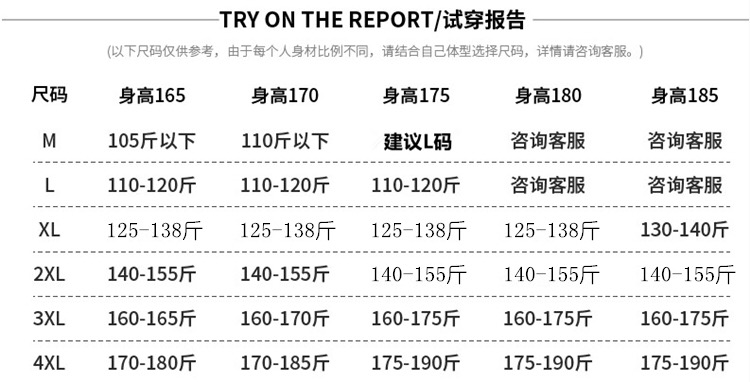 TRY ON THE REPORT/试穿报告
(以下尺码仅供参考，由于每个人身材比例不同，请结合自己体型选择尺码，详情请咨询客服。)
尺码 身高165 身高170 身高175 身高180 身高185
M 105斤以下 110斤以下 建议L码 咨询客服 咨询客服
L 110-120斤 110-120斤 110-120斤 咨询客服 咨询客服
XL 125-138斤 125-138斤 125-138斤 125-138斤 130-140斤
2XL 140-155斤 140-155斤 140-155斤 140-155斤 140-155斤
3XL 160-165斤 160-170斤 160-175斤 160-175斤 160-175斤
4XL 170-180斤 170-185斤 175-190斤 175-190斤 175-190斤